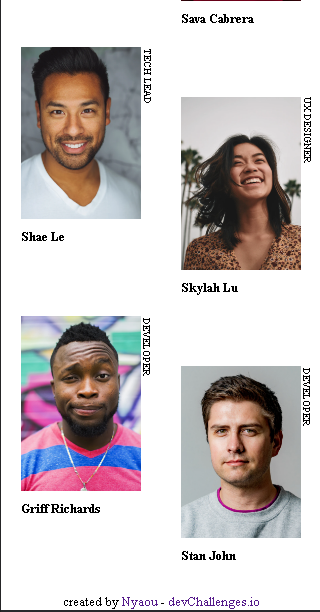 Sava Cabrera
TECH LEAD
Shae Le
UX DESIGNER
Skylah Lu
DEVELOPER
Griff Richards
DEVELOPER
Stan John
created by Nyaou - devChallenges.io